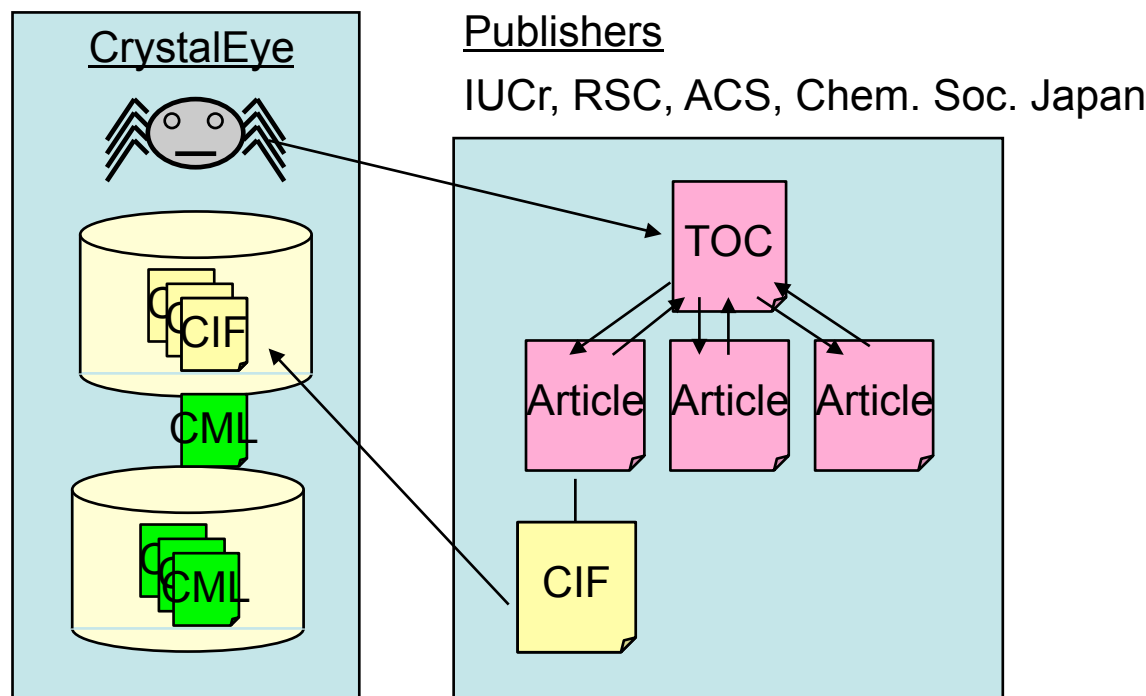 CrystalEye
Publishers
IUCr, RSC, ACS, Chem. Soc. Japan
TOC
C
C
CIF
Article
Article
Article
CML
CIF
C
C
CML